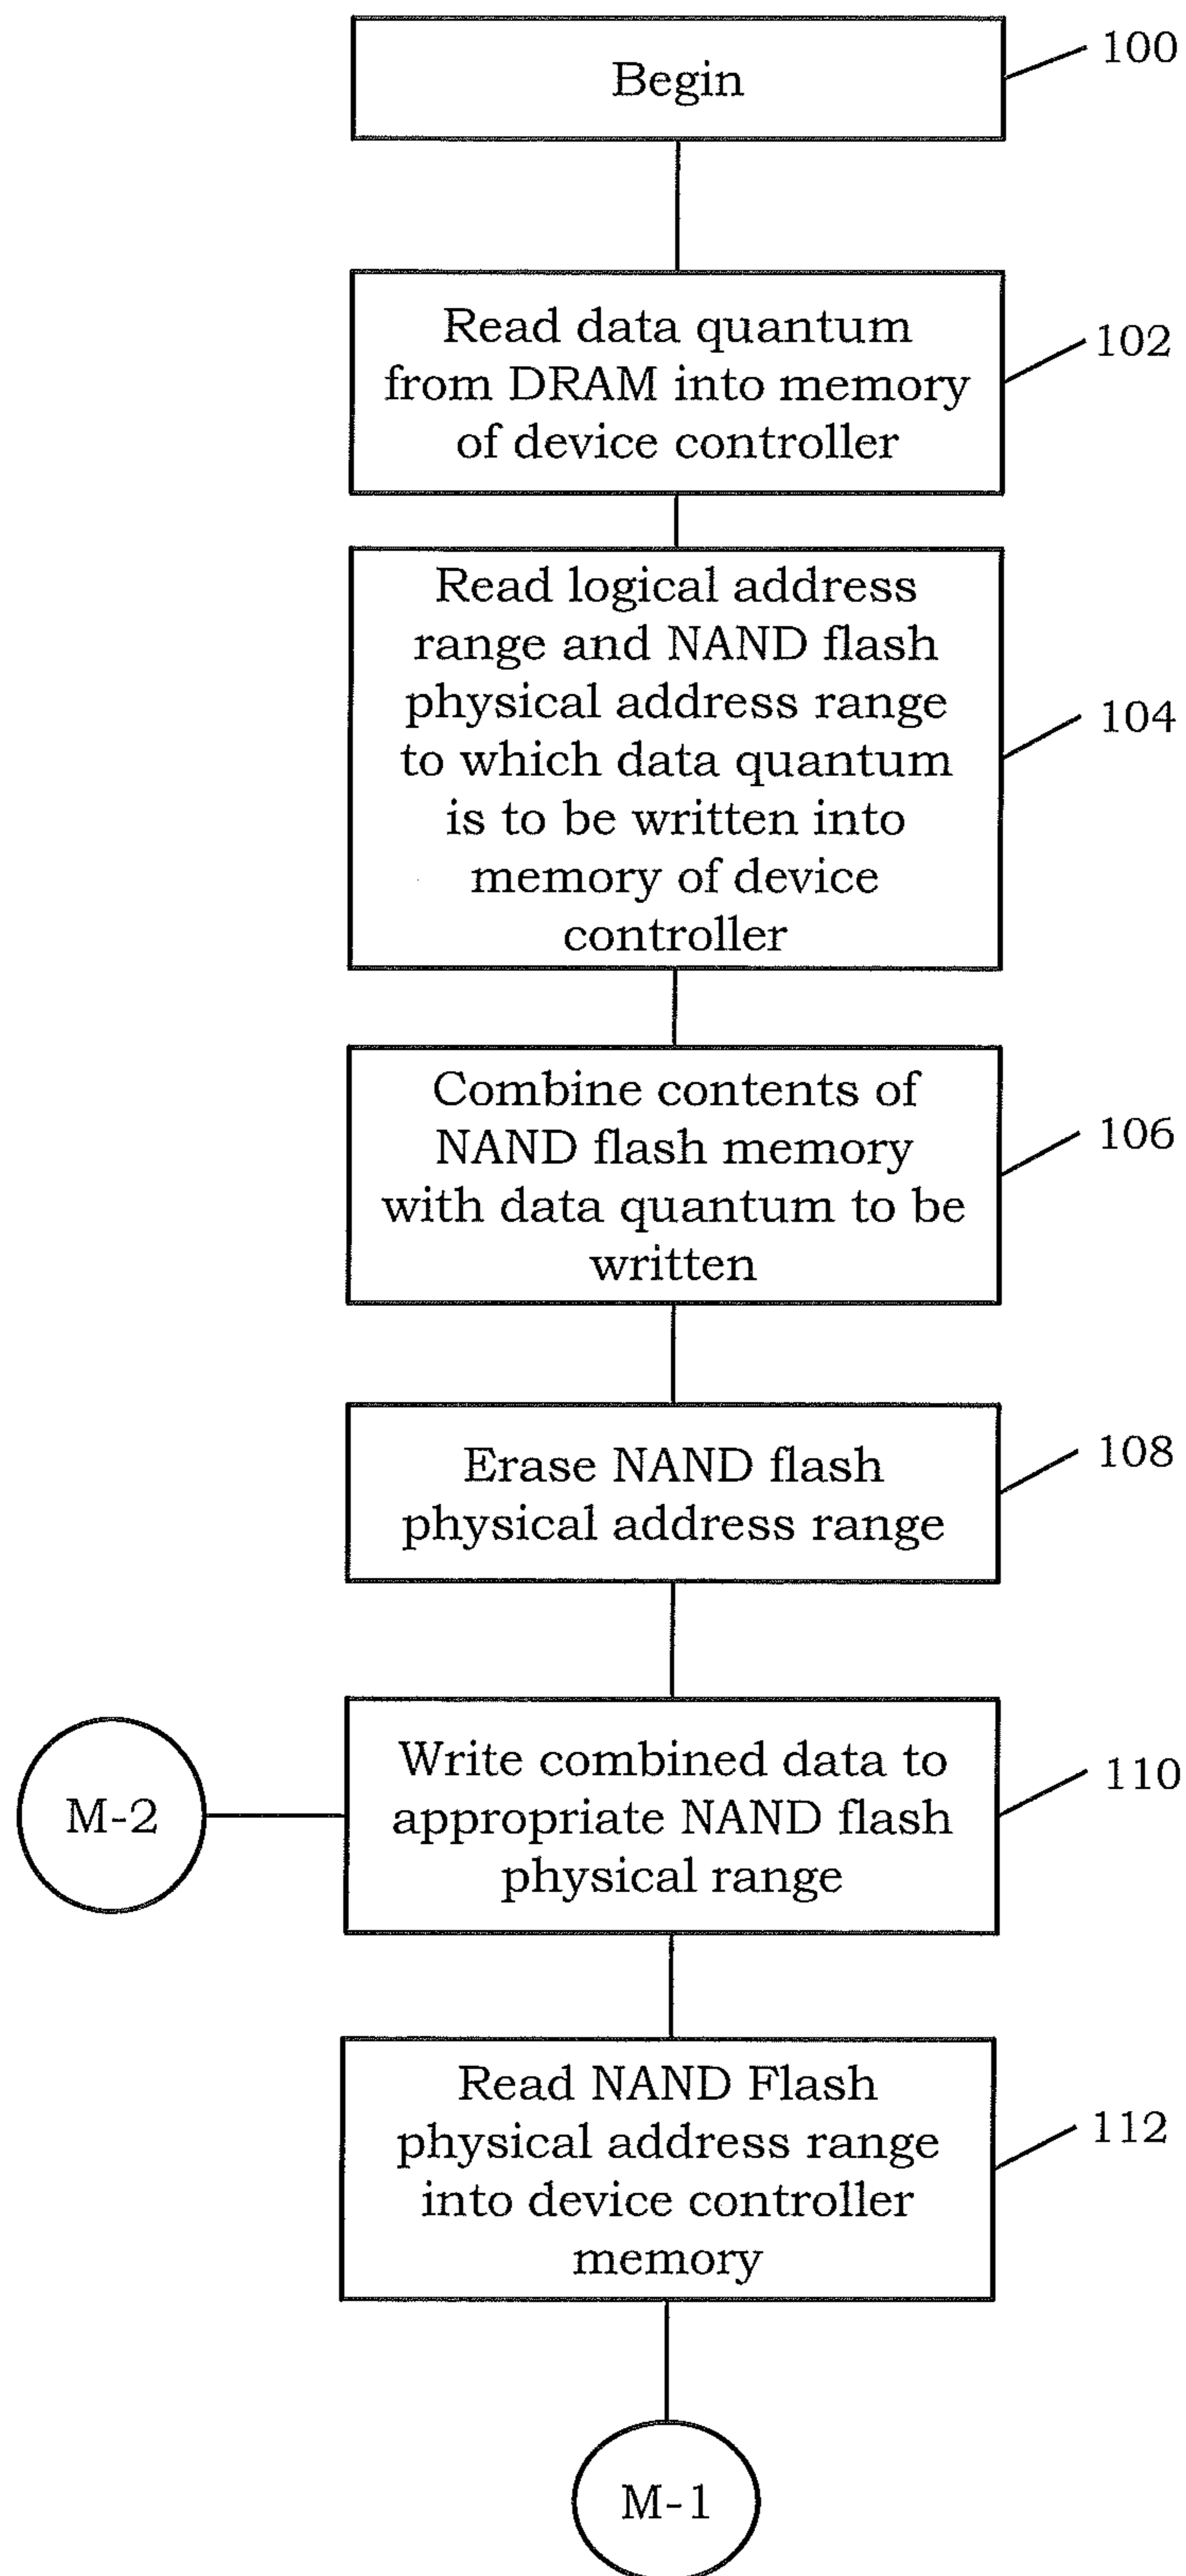 Begin
100
Read data quantum
from DRAM into memory
of device controller
102
Read logical address
range and NAND flash
physical address range
to which data quantum
is to be written into
memory of device
controller
104
Combine contents of
NAND flash memory
with data quantum to be
written
106
Erase NAND flash
physical address range
108
M-2
Write combined data to
appropriate NAND flash
physical range
110
Read NAND Flash
physical address range
into device controller
memory
112
M-1